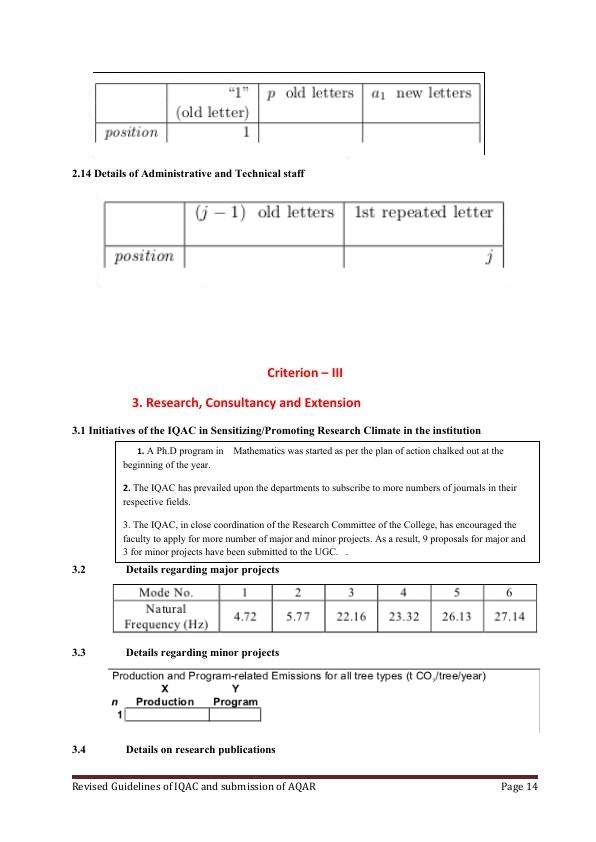 “1” p old letters a₁ new letters
(old letter)
position 1
2.14 Details of Administrative and Technical staff
(j − 1) old letters 1st repeated letter
position j
Criterion – III
3. Research, Consultancy and Extension
3.1 Initiatives of the IQAC in Sensitizing/Promoting Research Climate in the institution
1. A Ph.D program in Mathematics was started as per the plan of action chalked out at the
beginning of the year.
2. The IQAC has prevailed upon the departments to subscribe to more numbers of journals in their
respective fields.
3. The IQAC, in close coordination of the Research Committee of the College, has encouraged the
faculty to apply for more number of major and minor projects. As a result, 9 proposals for major and
3 for minor projects have been submitted to the UGC. .
3.2 Details regarding major projects
Mode No. 1 2 3 4 5 6
Natural
Frequency (Hz) 4.72 5.77 22.16 23.32 26.13 27.14
3.3 Details regarding minor projects
Production and Program-related Emissions for all tree types (t CO₂/tree/year)
X Y
n Production Program
1
3.4 Details on research publications
Revised Guidelines of IQAC and submission of AQAR Page 14